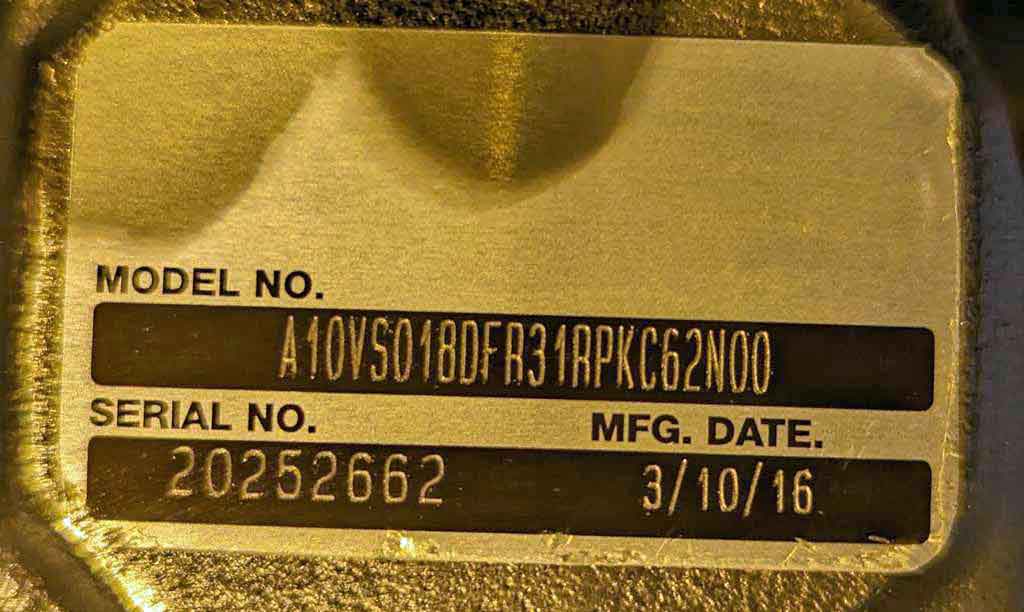 MODEL NO.
A10VSO18DFR31RPKC62N00
SERIAL NO. MFG. DATE.
20252662 3/10/16